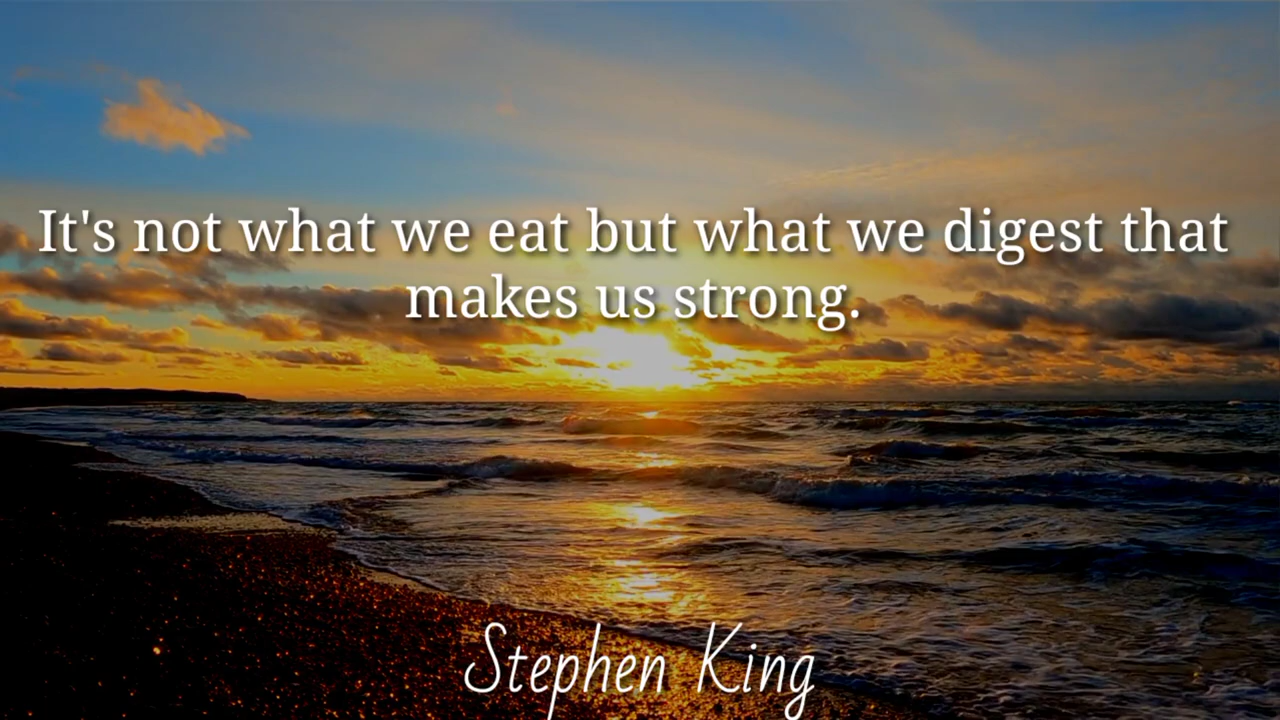 It's not what we eat but what we digest that
makes us strong.
Stephen King